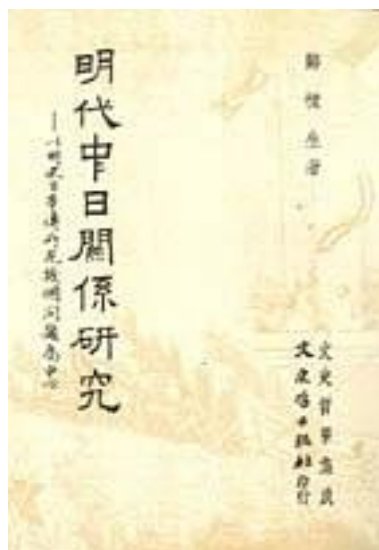 鄭樑生著
文史哲學集成
文史哲出版社印行
明代中日關係研究
—以明史日本傳所見幾個問題為中心